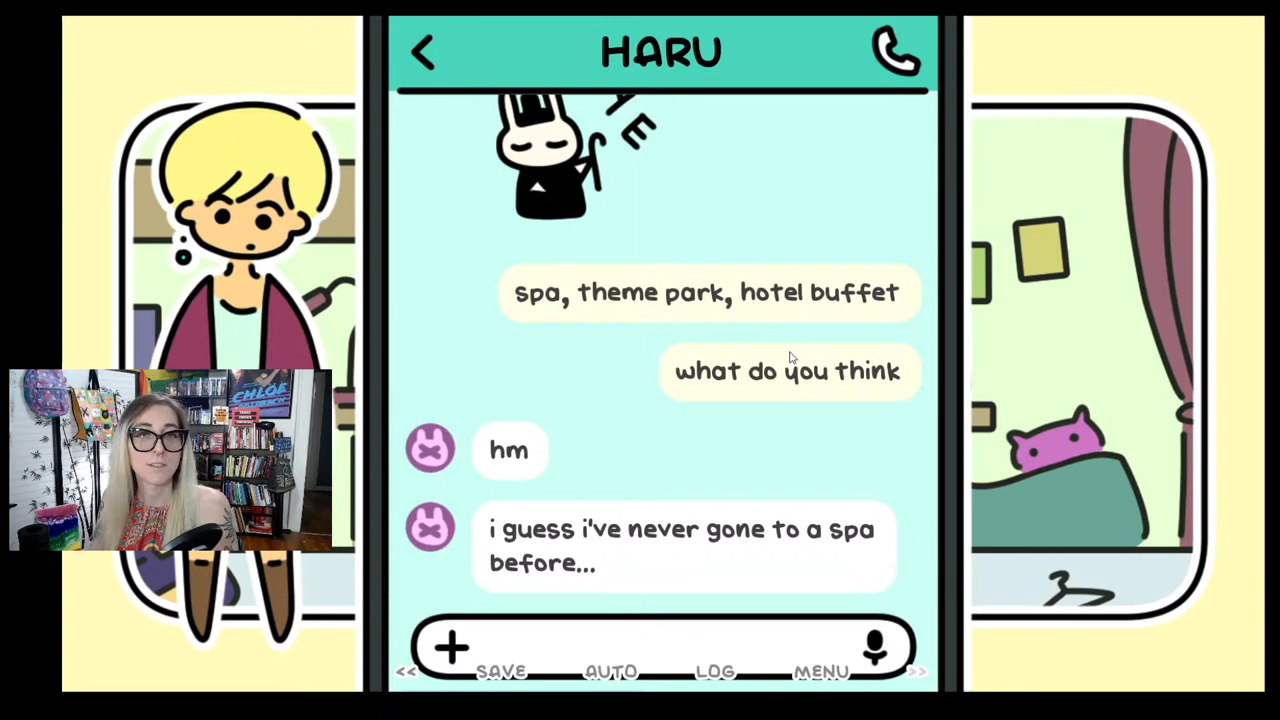 HARU
Y E
spa, theme park, hotel buffet
what do you think
hm
i guess i've never gone to a spa
before...
CHLOE
<< SAVE AUTO LOG MENU >>